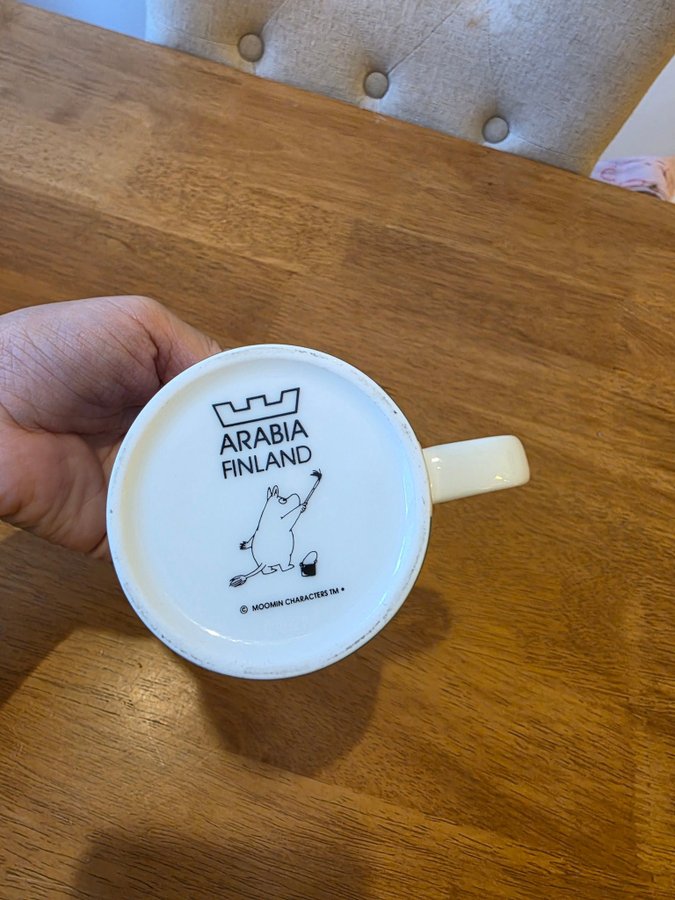 ARABIA
FINLAND
© MOOMIN CHARACTERS TM •